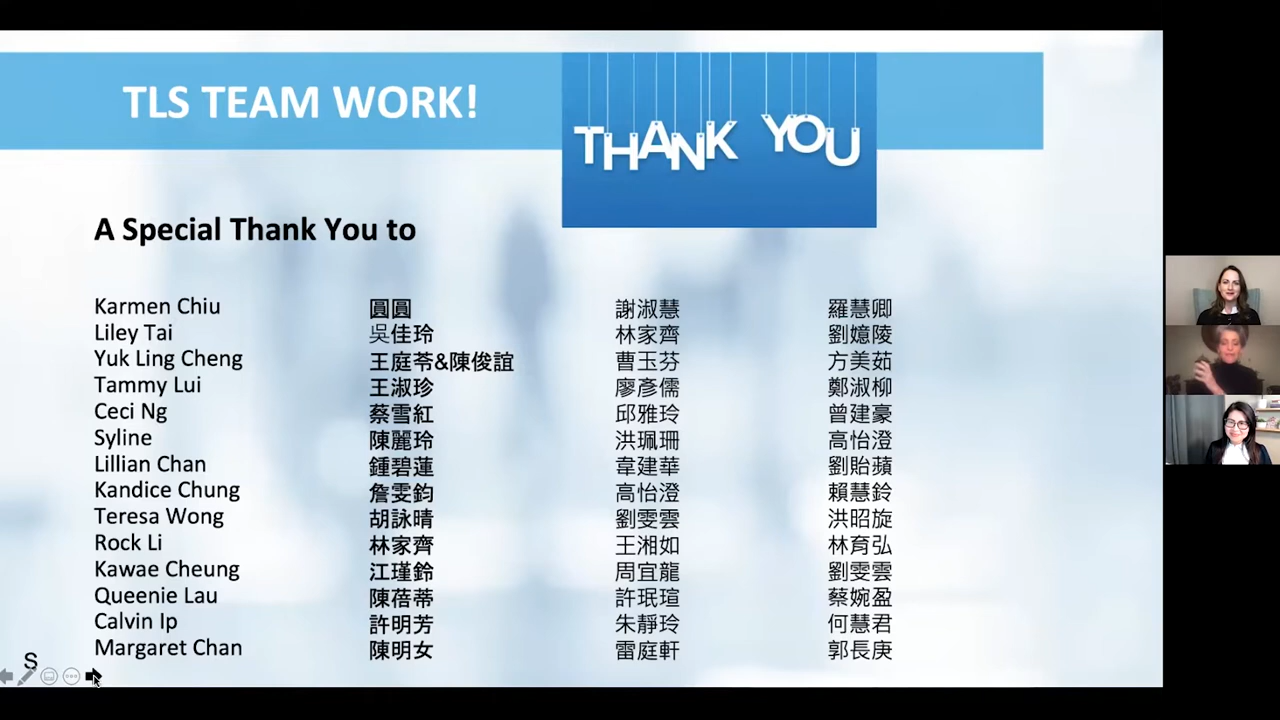 TLS TEAM WORK!
THANK YOU
A Special Thank You to
Karmen Chiu 圓圓 謝淑慧 羅慧卿
Liley Tai 吳佳玲 林家齊 劉嬑陵
Yuk Ling Cheng 王庭苓&陳俊誼 曹玉芬 方美茹
Tammy Lui 王淑珍 廖彥儒 鄭淑柳
Ceci Ng 蔡雪紅 邱雅玲 曾建豪
Syline 陳麗玲 洪珮珊 高怡澄
Lillian Chan 鍾碧蓮 韋建華 劉貽蘋
Kandice Chung 詹雯鈞 高怡澄 賴慧鈴
Teresa Wong 胡詠晴 劉雯雲 洪昭旋
Rock Li 林家齊 王湘如 林育弘
Kawae Cheung 江瑾鈴 周宜龍 劉雯雲
Queenie Lau 陳蓓蒂 許珉瑄 蔡婉盈
Calvin Ip 許明芳 朱靜玲 何慧君
Margaret Chan 陳明女 雷庭軒 郭長庚
S